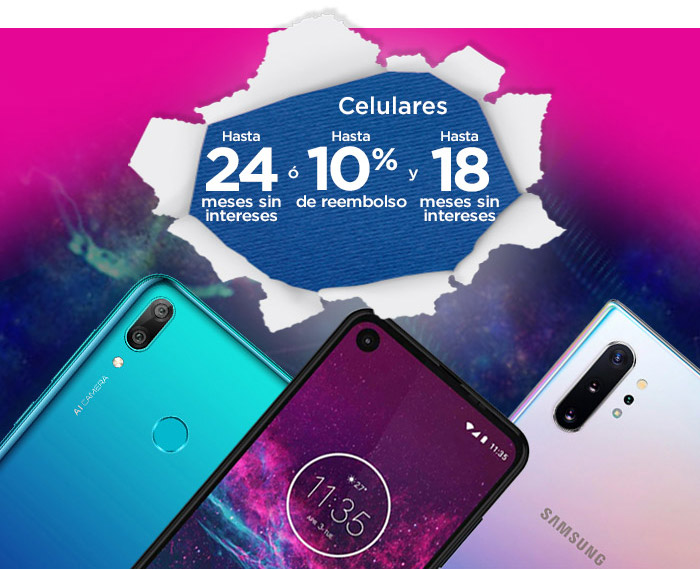 Celulares
Hasta
24
meses sin
intereses
ó
Hasta
10%
de reembolso
y
Hasta
18
meses sin
intereses
AI CAMERA
11:35
27°
11:35
SAMSUNG